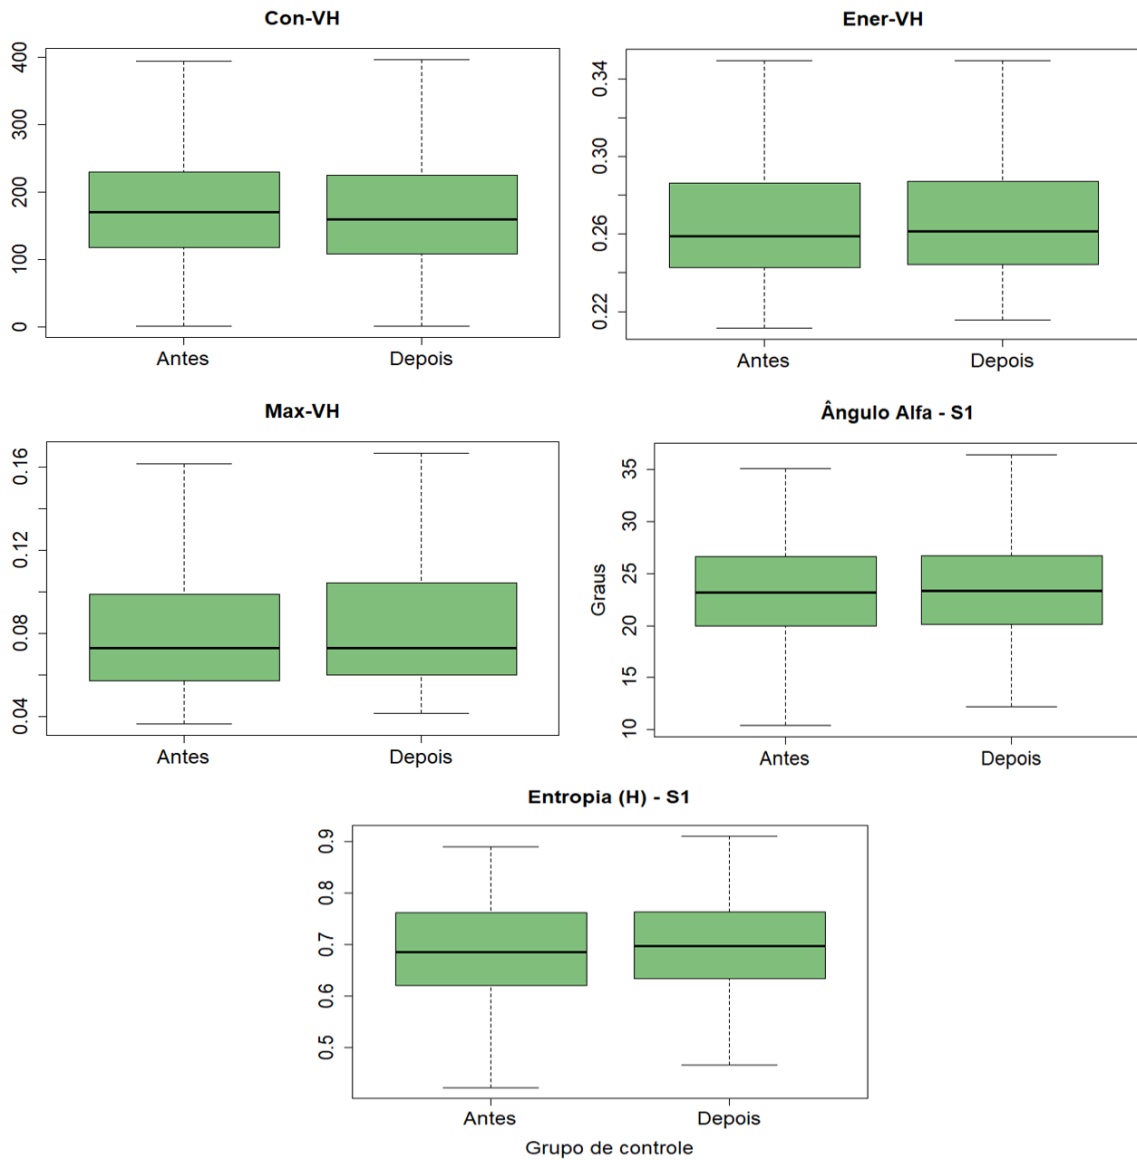 Con-VH
400
300
200
100
0
Antes Depois
Ener-VH
0.34
0.30
0.26
0.22
Antes Depois
Max-VH
0.16
0.12
0.08
0.04
Antes Depois
Ângulo Alfa - S1
Graus
35
30
25
20
15
10
Antes Depois
Entropia (H) - S1
0.9
0.8
0.7
0.6
0.5
Antes Depois
Grupo de controle